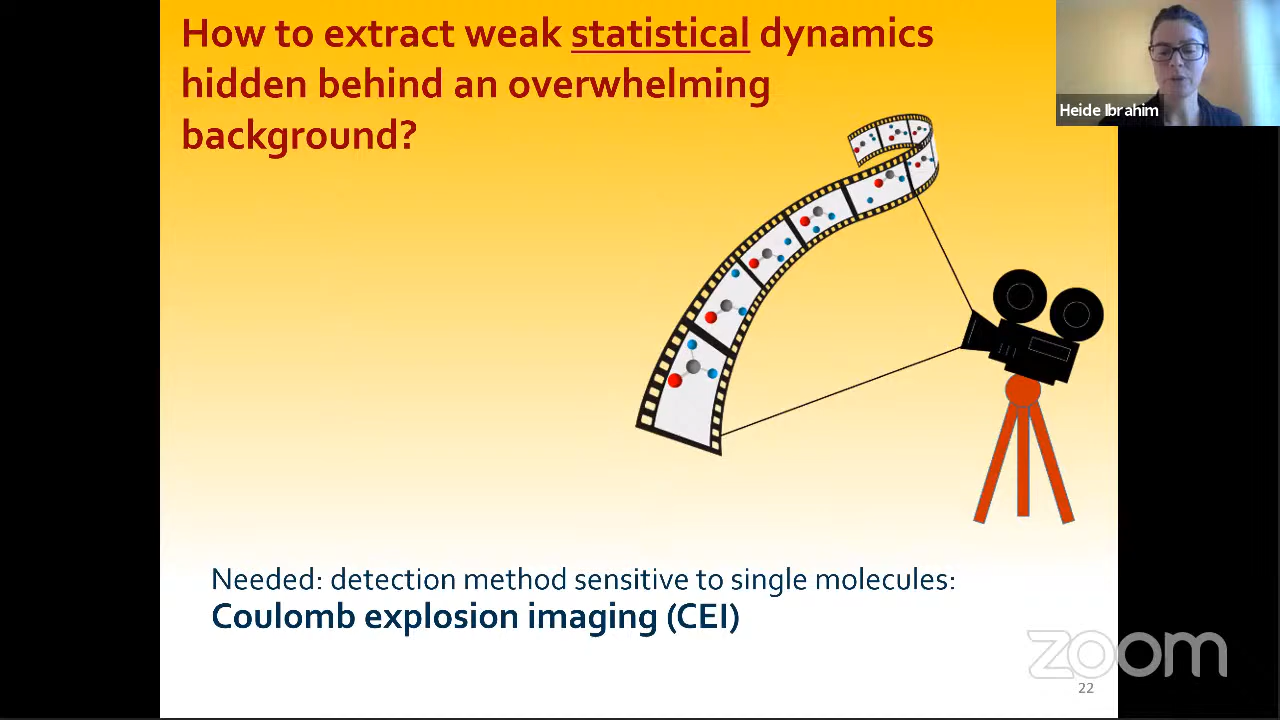 How to extract weak statistical dynamics
hidden behind an overwhelming
background?
Heide Ibrahim
Needed: detection method sensitive to single molecules:
Coulomb explosion imaging (CEI)
zoom
22